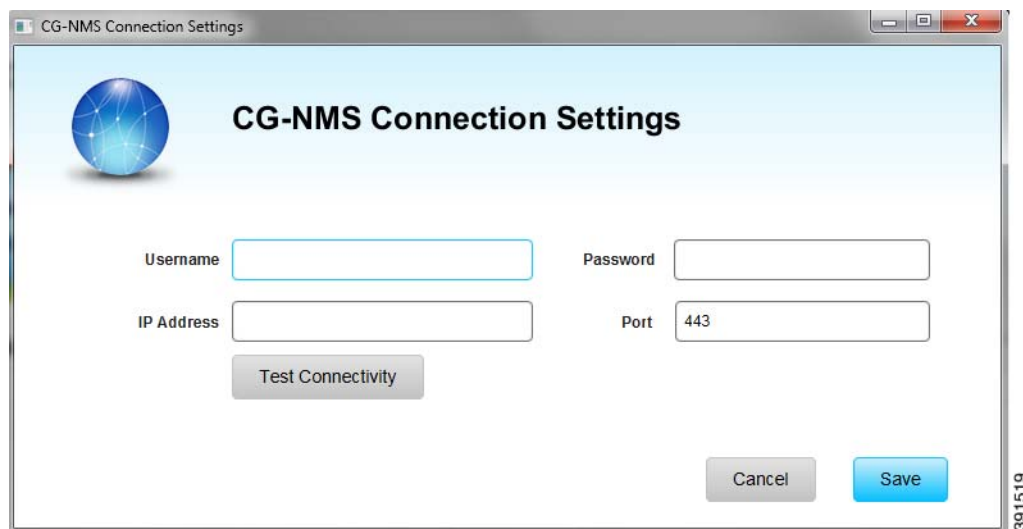 CG-NMS Connection Settings
CG-NMS Connection Settings
Username
Password
IP Address
Port 443
Test Connectivity
Cancel
Save
391519